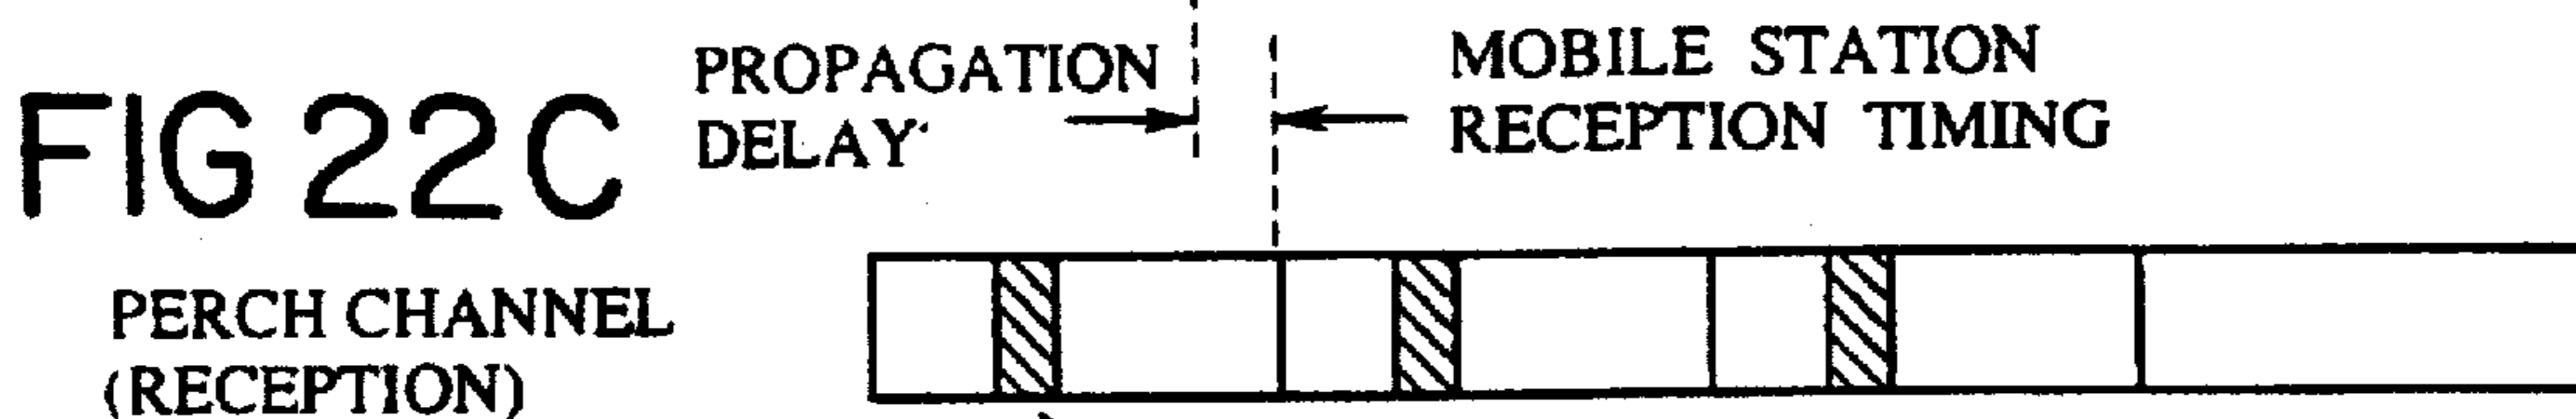 FIG 22C
PROPAGATION
DELAY
MOBILE STATION
RECEPTION TIMING
PERCH CHANNEL
(RECEPTION)